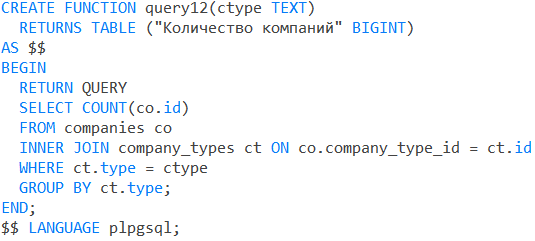 CREATE FUNCTION query12(ctype TEXT)
  RETURNS TABLE ("Количество компаний" BIGINT)
AS $$
BEGIN
  RETURN QUERY
  SELECT COUNT(co.id)
  FROM companies co
  INNER JOIN company_types ct ON co.company_type_id = ct.id
  WHERE ct.type = ctype
  GROUP BY ct.type;
END;
$$ LANGUAGE plpgsql;